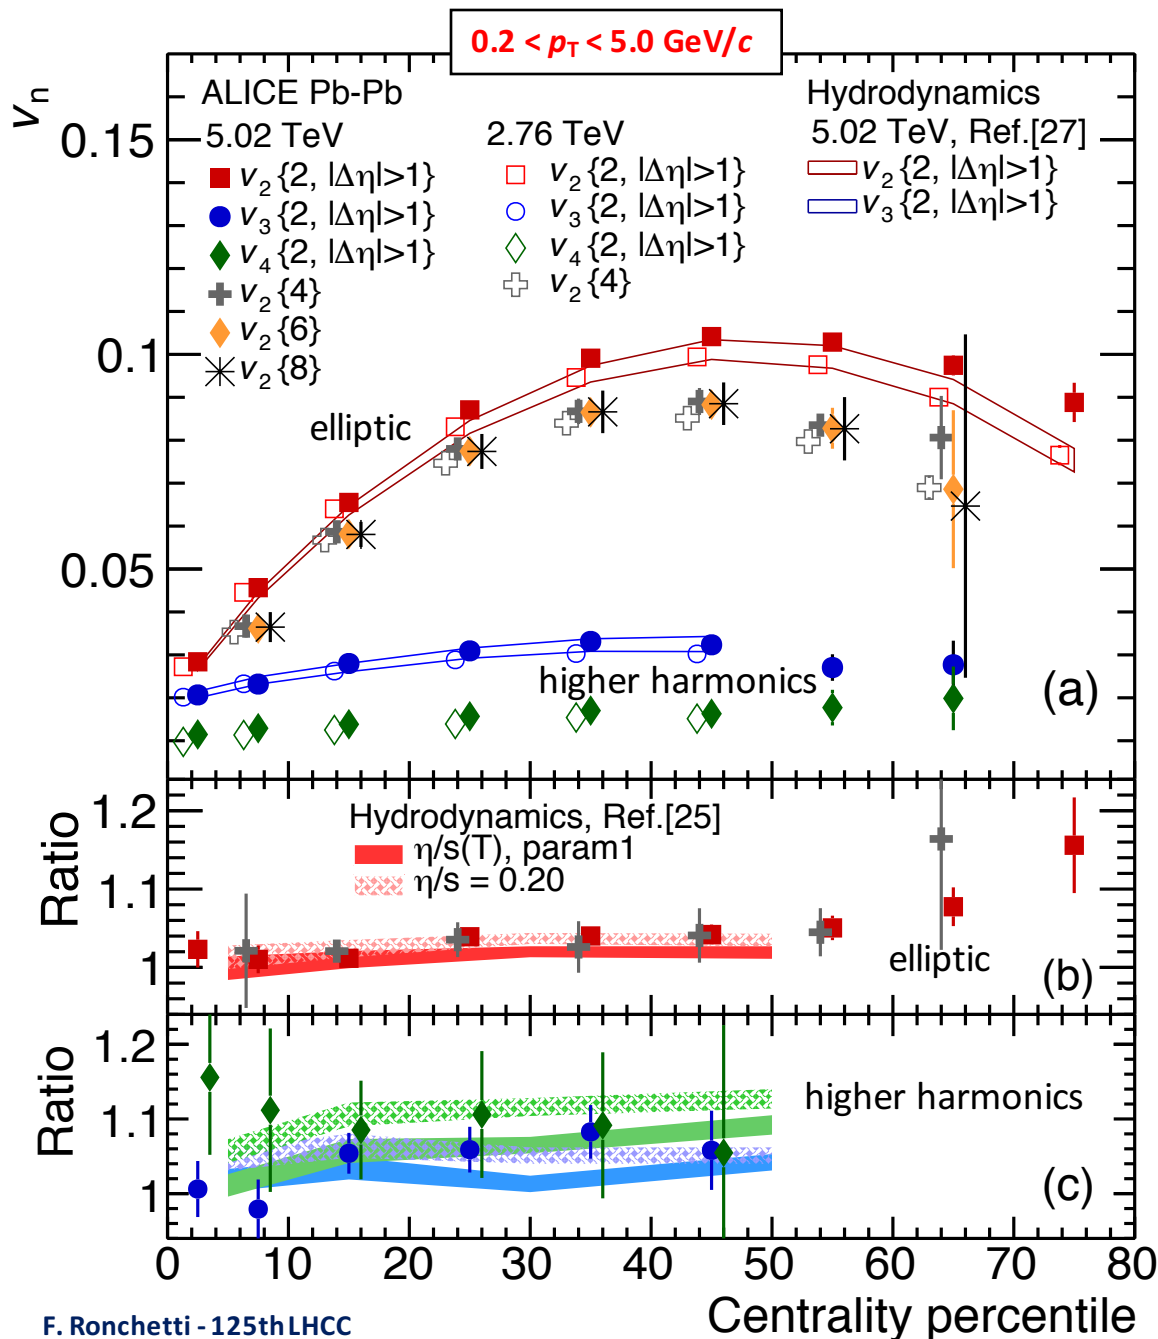 0.2 < pT < 5.0 GeV/c
vn
ALICE Pb-Pb
5.02 TeV
v2{2, |Δη|>1}
v3{2, |Δη|>1}
v4{2, |Δη|>1}
v2{4}
v2{6}
v2{8}
2.76 TeV
v2{2, |Δη|>1}
v3{2, |Δη|>1}
v4{2, |Δη|>1}
v2{4}
Hydrodynamics
5.02 TeV, Ref.[27]
v2{2, |Δη|>1}
v3{2, |Δη|>1}
0.15
0.1
0.05
elliptic
higher harmonics
(a)
Ratio
1.2
1.1
1
Hydrodynamics, Ref.[25]
η/s(T), param1
η/s = 0.20
elliptic
(b)
Ratio
1.2
1.1
1
higher harmonics
(c)
0 10 20 30 40 50 60 70 80
Centrality percentile
F. Ronchetti - 125th LHCC